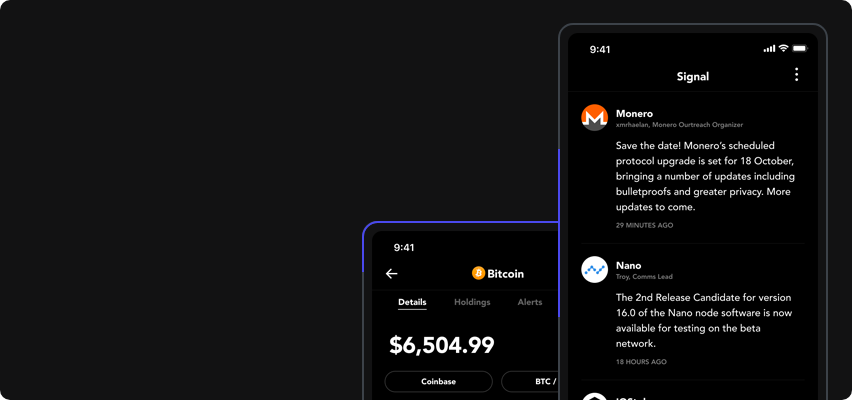 9:41
Signal
Monero
xmrhaelan, Monero Ourtreach Organizer
Save the date! Monero's scheduled
protocol upgrade is set for 18 October,
bringing a number of updates including
bulletproofs and greater privacy. More
updates to come.
29 MINUTES AGO
Nano
Troy, Comms Lead
The 2nd Release Candidate for version
16.0 of the Nano node software is now
available for testing on the beta
network.
18 HOURS AGO
9:41
Bitcoin
Details Holdings Alerts
$6,504.99
Coinbase BTC /